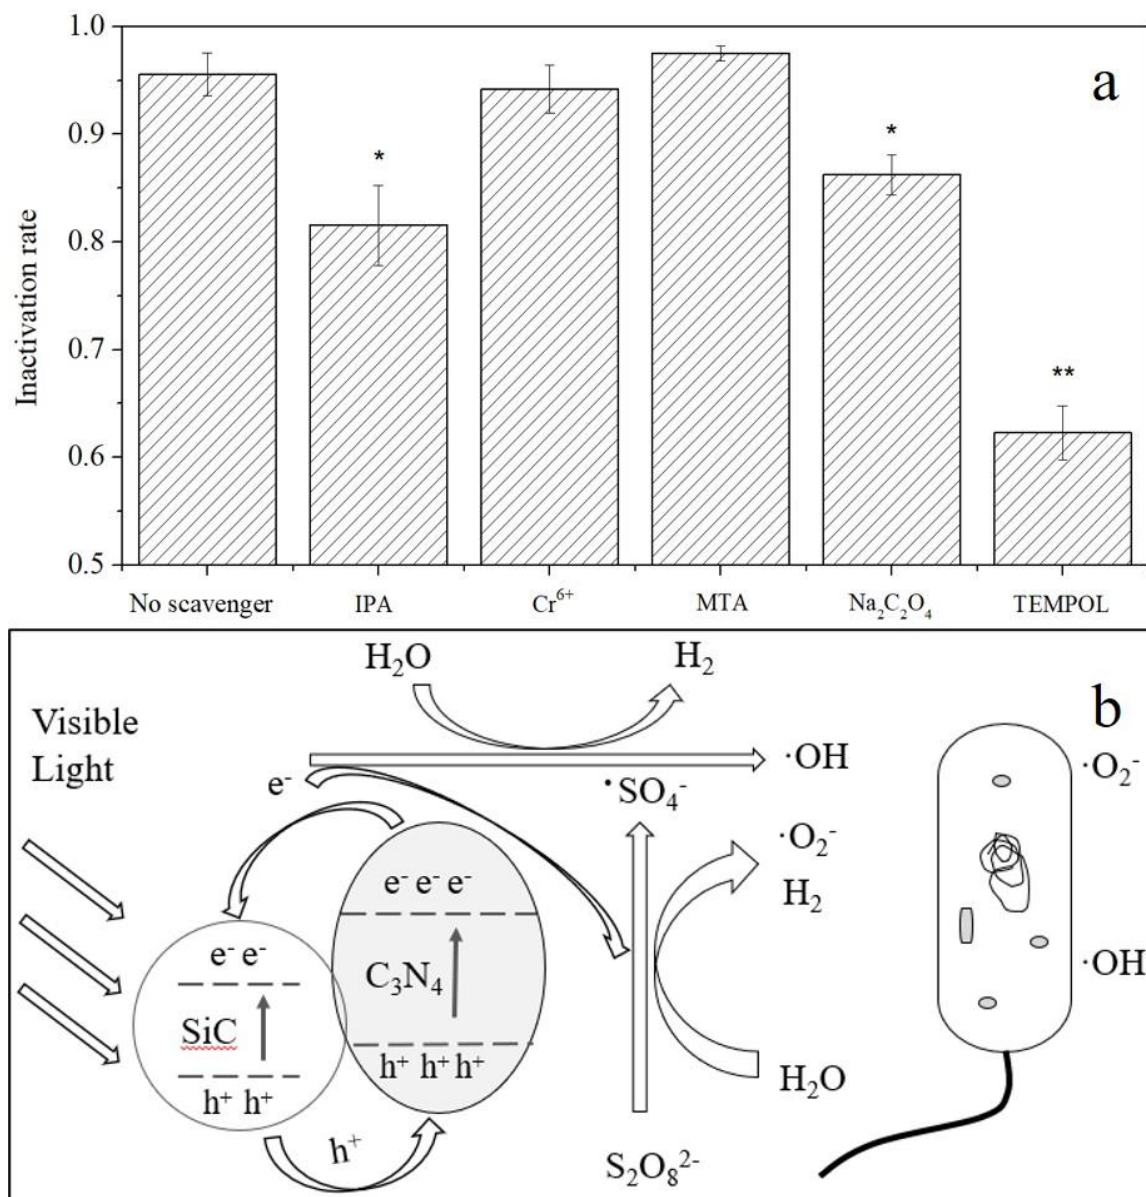 1.0
a
0.9
*
*
0.8
Inactivation rate
0.7
**
0.6
0.5
No scavenger IPA Cr⁶⁺ MTA Na₂C₂O₄ TEMPOL
H₂O H₂
b
Visible
Light
e⁻
·OH
·SO₄⁻
·O₂⁻
·O₂⁻
H₂
e⁻ e⁻ e⁻
C₃N₄
e⁻ e⁻
SiC
h⁺ h⁺ h⁺
h⁺ h⁺
·OH
H₂O
h⁺
S₂O₈²⁻